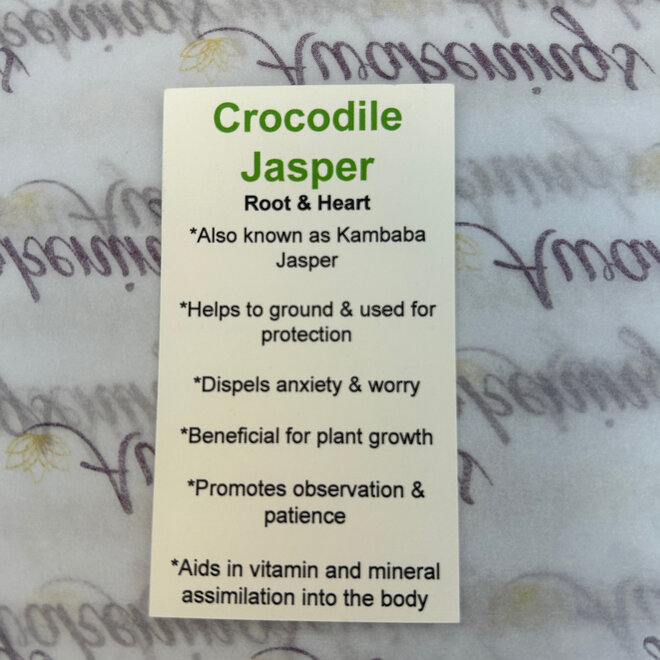 Awakenings
Crocodile
Jasper
Root & Heart
*Also known as Kambaba
Jasper
*Helps to ground & used for
protection
*Dispels anxiety & worry
*Beneficial for plant growth
*Promotes observation &
patience
*Aids in vitamin and mineral
assimilation into the body